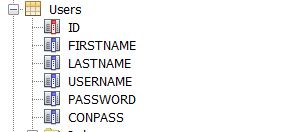 Users
ID
FIRSTNAME
LASTNAME
USERNAME
PASSWORD
CONPASS